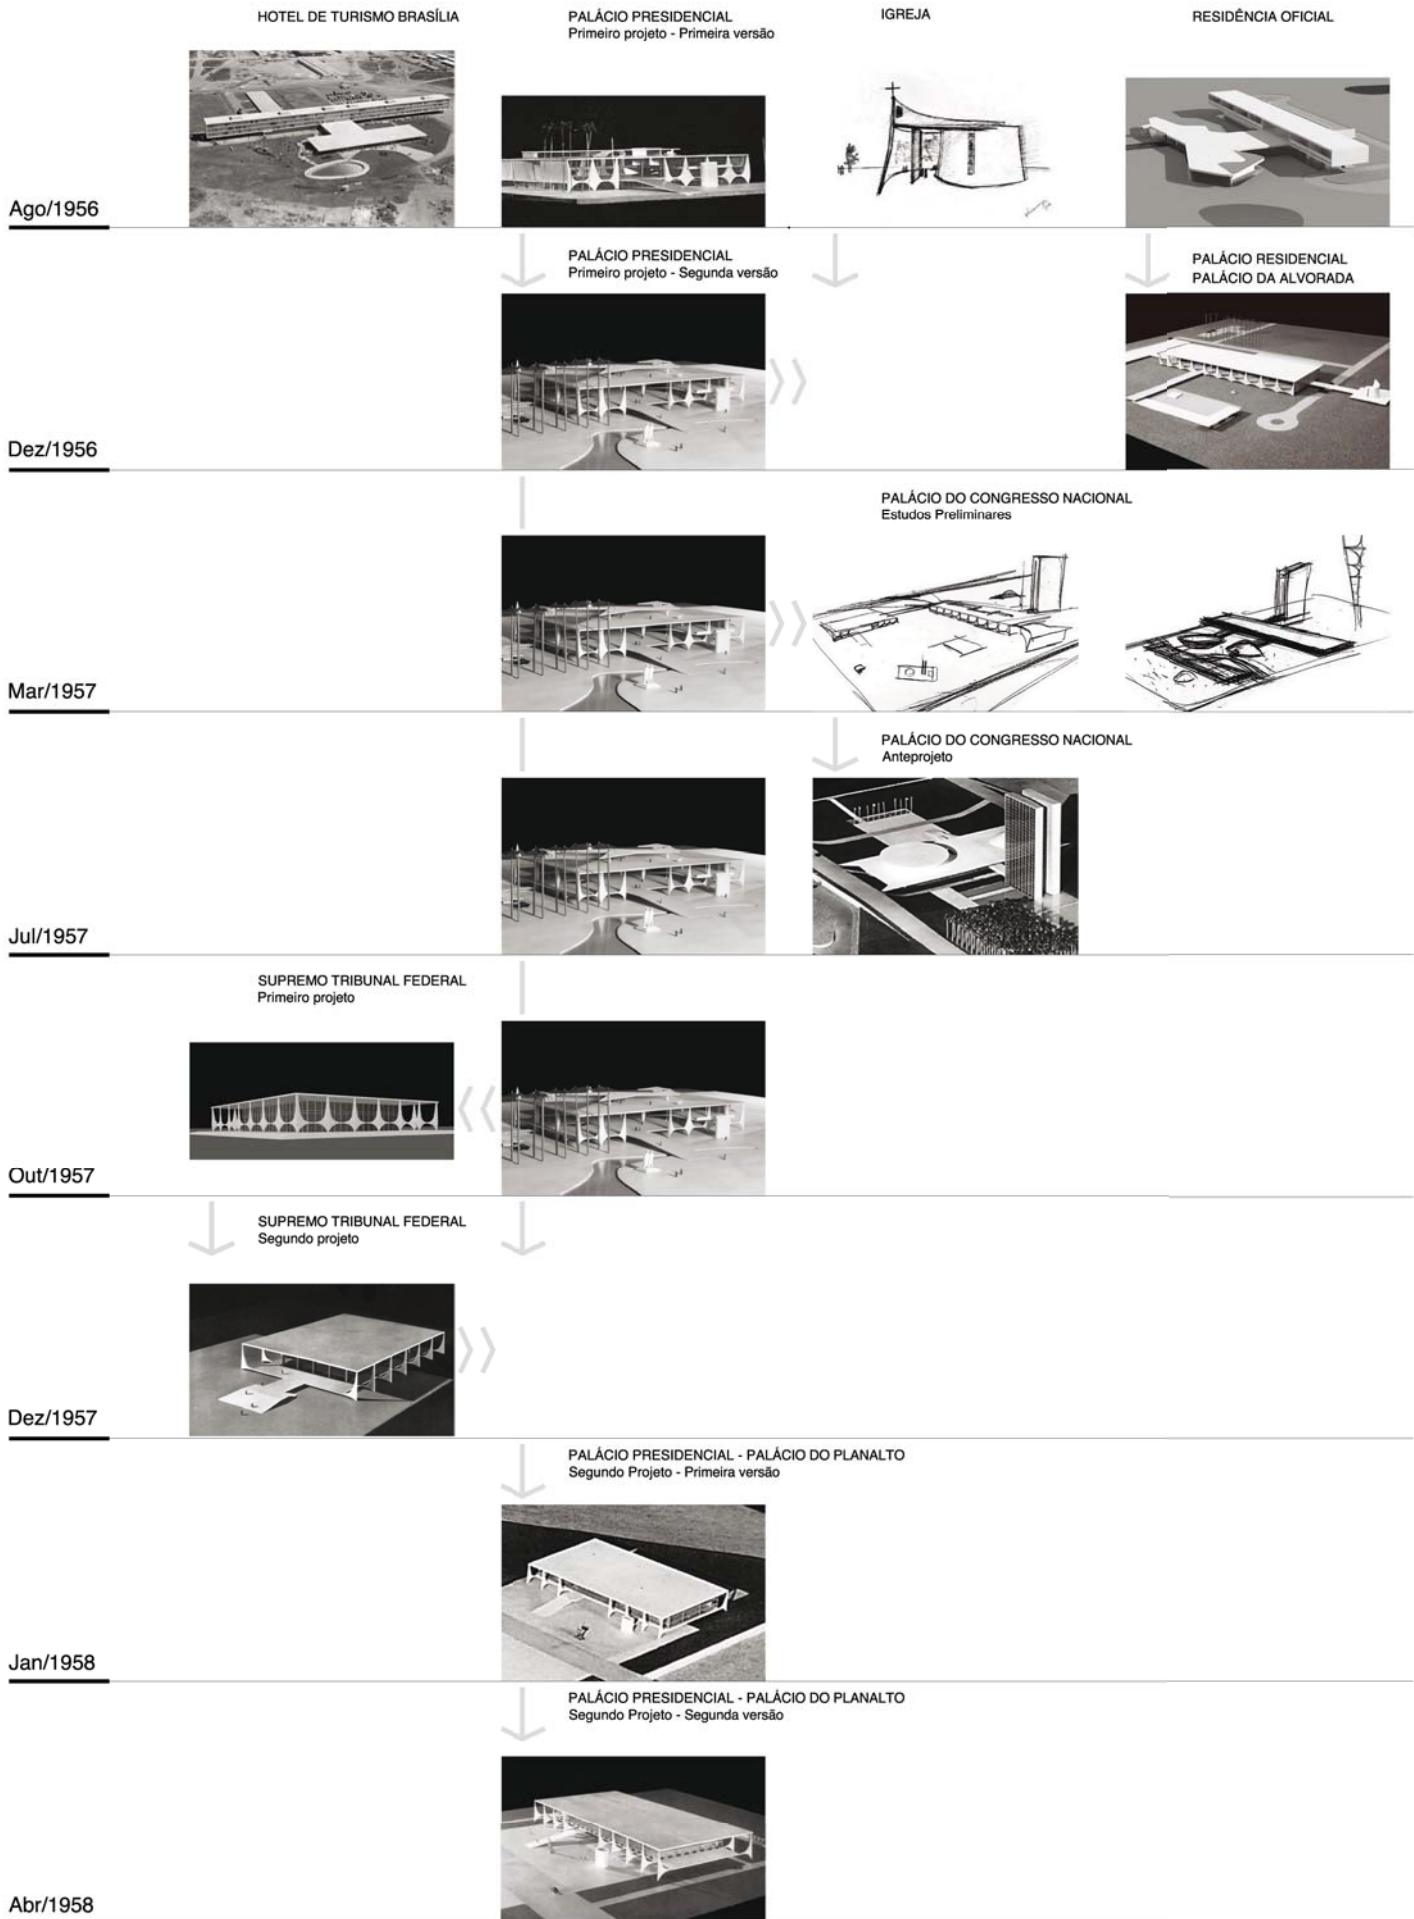 HOTEL DE TURISMO BRASÍLIA
PALÁCIO PRESIDENCIAL
Primeiro projeto - Primeira versão
IGREJA
RESIDÊNCIA OFICIAL
Ago/1956
PALÁCIO PRESIDENCIAL
Primeiro projeto - Segunda versão
PALÁCIO RESIDENCIAL
PALÁCIO DA ALVORADA
Dez/1956
PALÁCIO DO CONGRESSO NACIONAL
Estudos Preliminares
Mar/1957
PALÁCIO DO CONGRESSO NACIONAL
Anteprojeto
Jul/1957
SUPREMO TRIBUNAL FEDERAL
Primeiro projeto
Out/1957
SUPREMO TRIBUNAL FEDERAL
Segundo projeto
Dez/1957
PALÁCIO PRESIDENCIAL - PALÁCIO DO PLANALTO
Segundo Projeto - Primeira versão
Jan/1958
PALÁCIO PRESIDENCIAL - PALÁCIO DO PLANALTO
Segundo Projeto - Segunda versão
Abr/1958